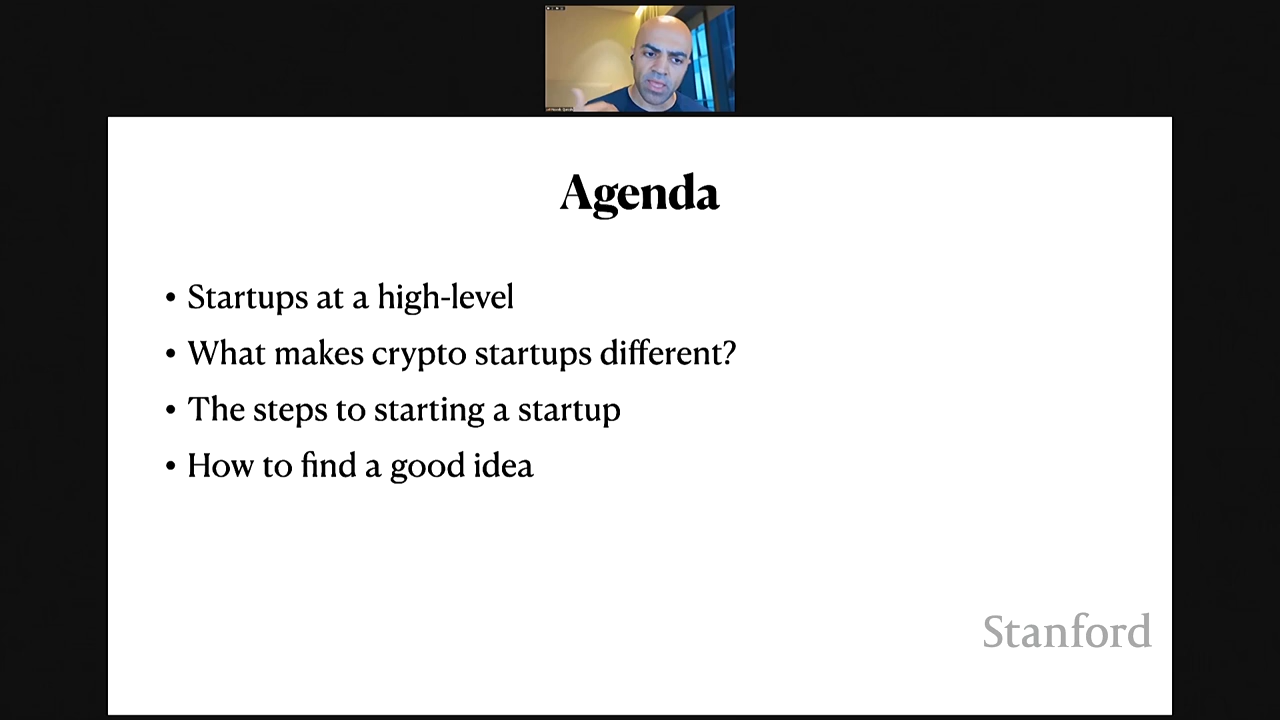 Agenda
• Startups at a high-level
• What makes crypto startups different?
• The steps to starting a startup
• How to find a good idea
Stanford